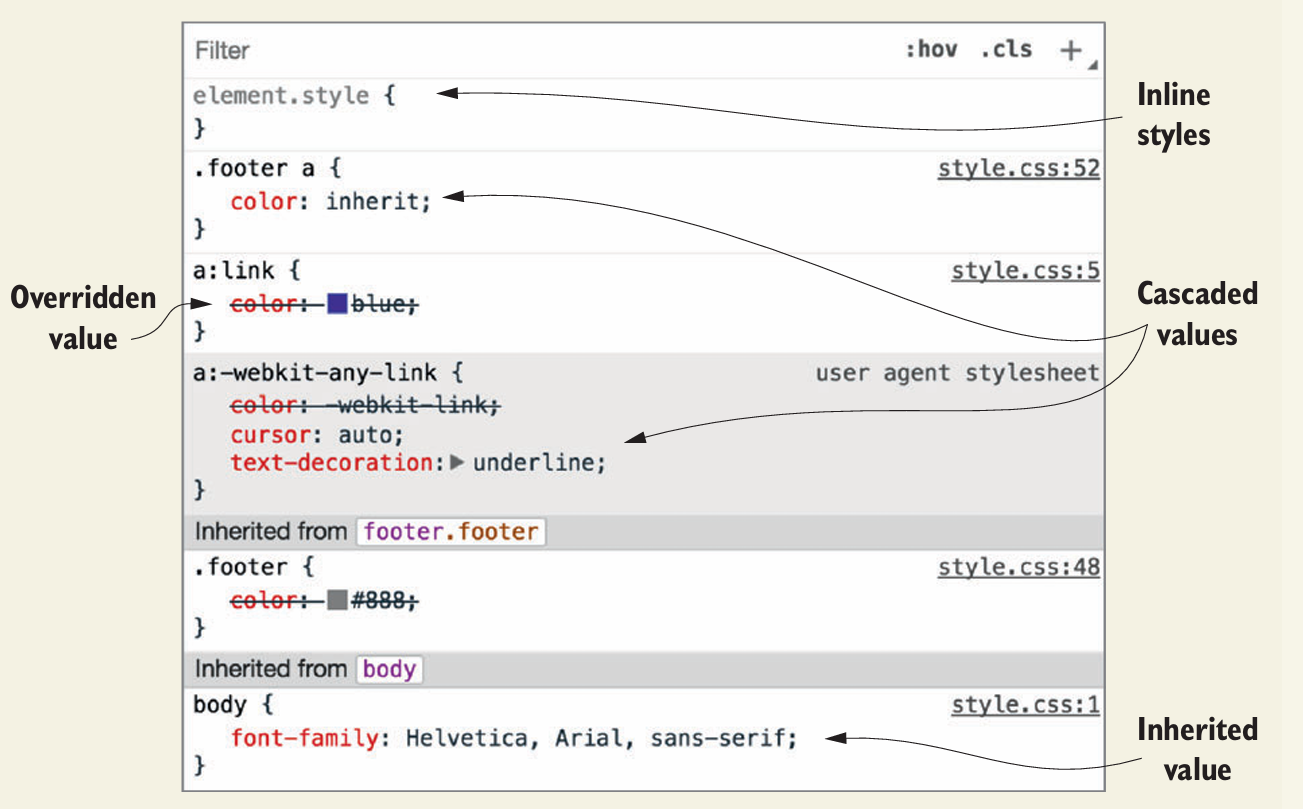 Filter :hov .cls +
element.style {
}
Inline
styles
.footer a { style.css:52
color: inherit;
}
a:link { style.css:5
color: blue;
}
Overridden
value
Cascaded
values
a:-webkit-any-link { user agent stylesheet
color: -webkit-link;
cursor: auto;
text-decoration: underline;
}
Inherited from footer.footer
.footer { style.css:48
color: #888;
}
Inherited from body
body { style.css:1
font-family: Helvetica, Arial, sans-serif;
}
Inherited
value